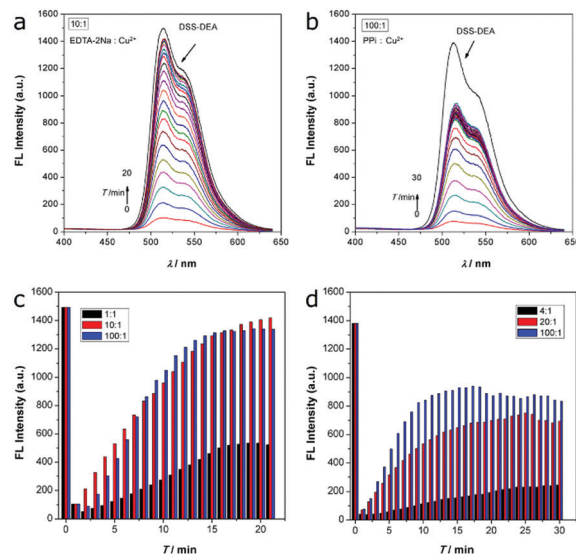 a
10:1
EDTA-2Na : Cu²⁺
DSS-DEA
20
T /min
0
FL Intensity (a.u.)
1600
1400
1200
1000
800
600
400
200
0
400 450 500 550 600 650
λ / nm
b
100:1
PPi : Cu²⁺
DSS-DEA
30
T /min
0
FL Intensity (a.u.)
1600
1400
1200
1000
800
600
400
200
0
400 450 500 550 600 650
λ / nm
c
1:1
10:1
100:1
FL Intensity (a.u.)
1600
1400
1200
1000
800
600
400
200
0
0 5 10 15 20
T / min
d
4:1
20:1
100:1
FL Intensity (a.u.)
1600
1400
1200
1000
800
600
400
200
0
0 5 10 15 20 25 30
T / min